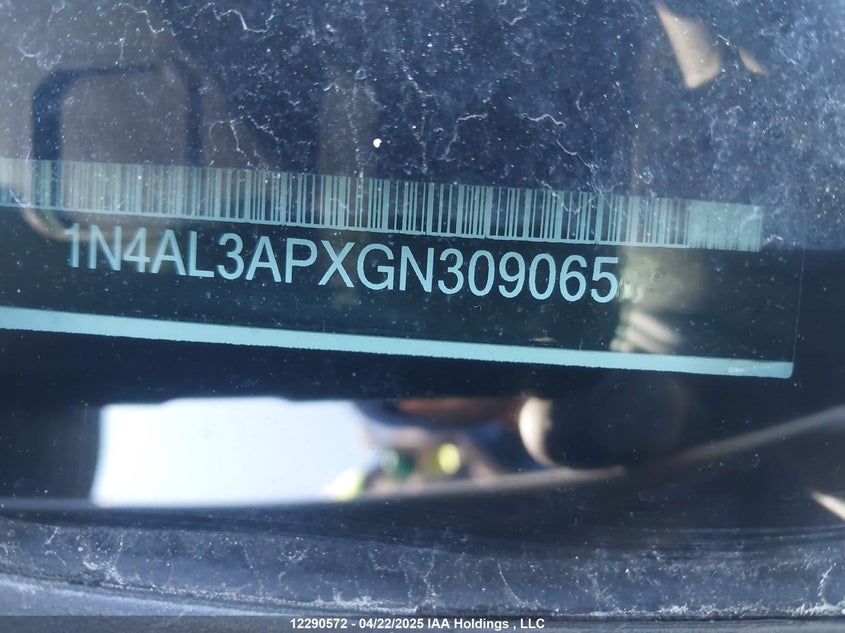 1N4AL3APXGN309065
12290572 - 04/22/2025 IAA Holdings , LLC